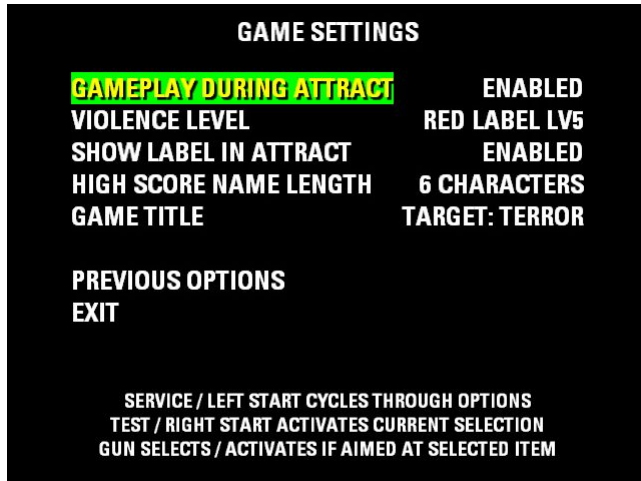 GAME SETTINGS
GAMEPLAY DURING ATTRACT ENABLED
VIOLENCE LEVEL RED LABEL LV5
SHOW LABEL IN ATTRACT ENABLED
HIGH SCORE NAME LENGTH 6 CHARACTERS
GAME TITLE TARGET: TERROR
PREVIOUS OPTIONS
EXIT
SERVICE / LEFT START CYCLES THROUGH OPTIONS
TEST / RIGHT START ACTIVATES CURRENT SELECTION
GUN SELECTS / ACTIVATES IF AIMED AT SELECTED ITEM